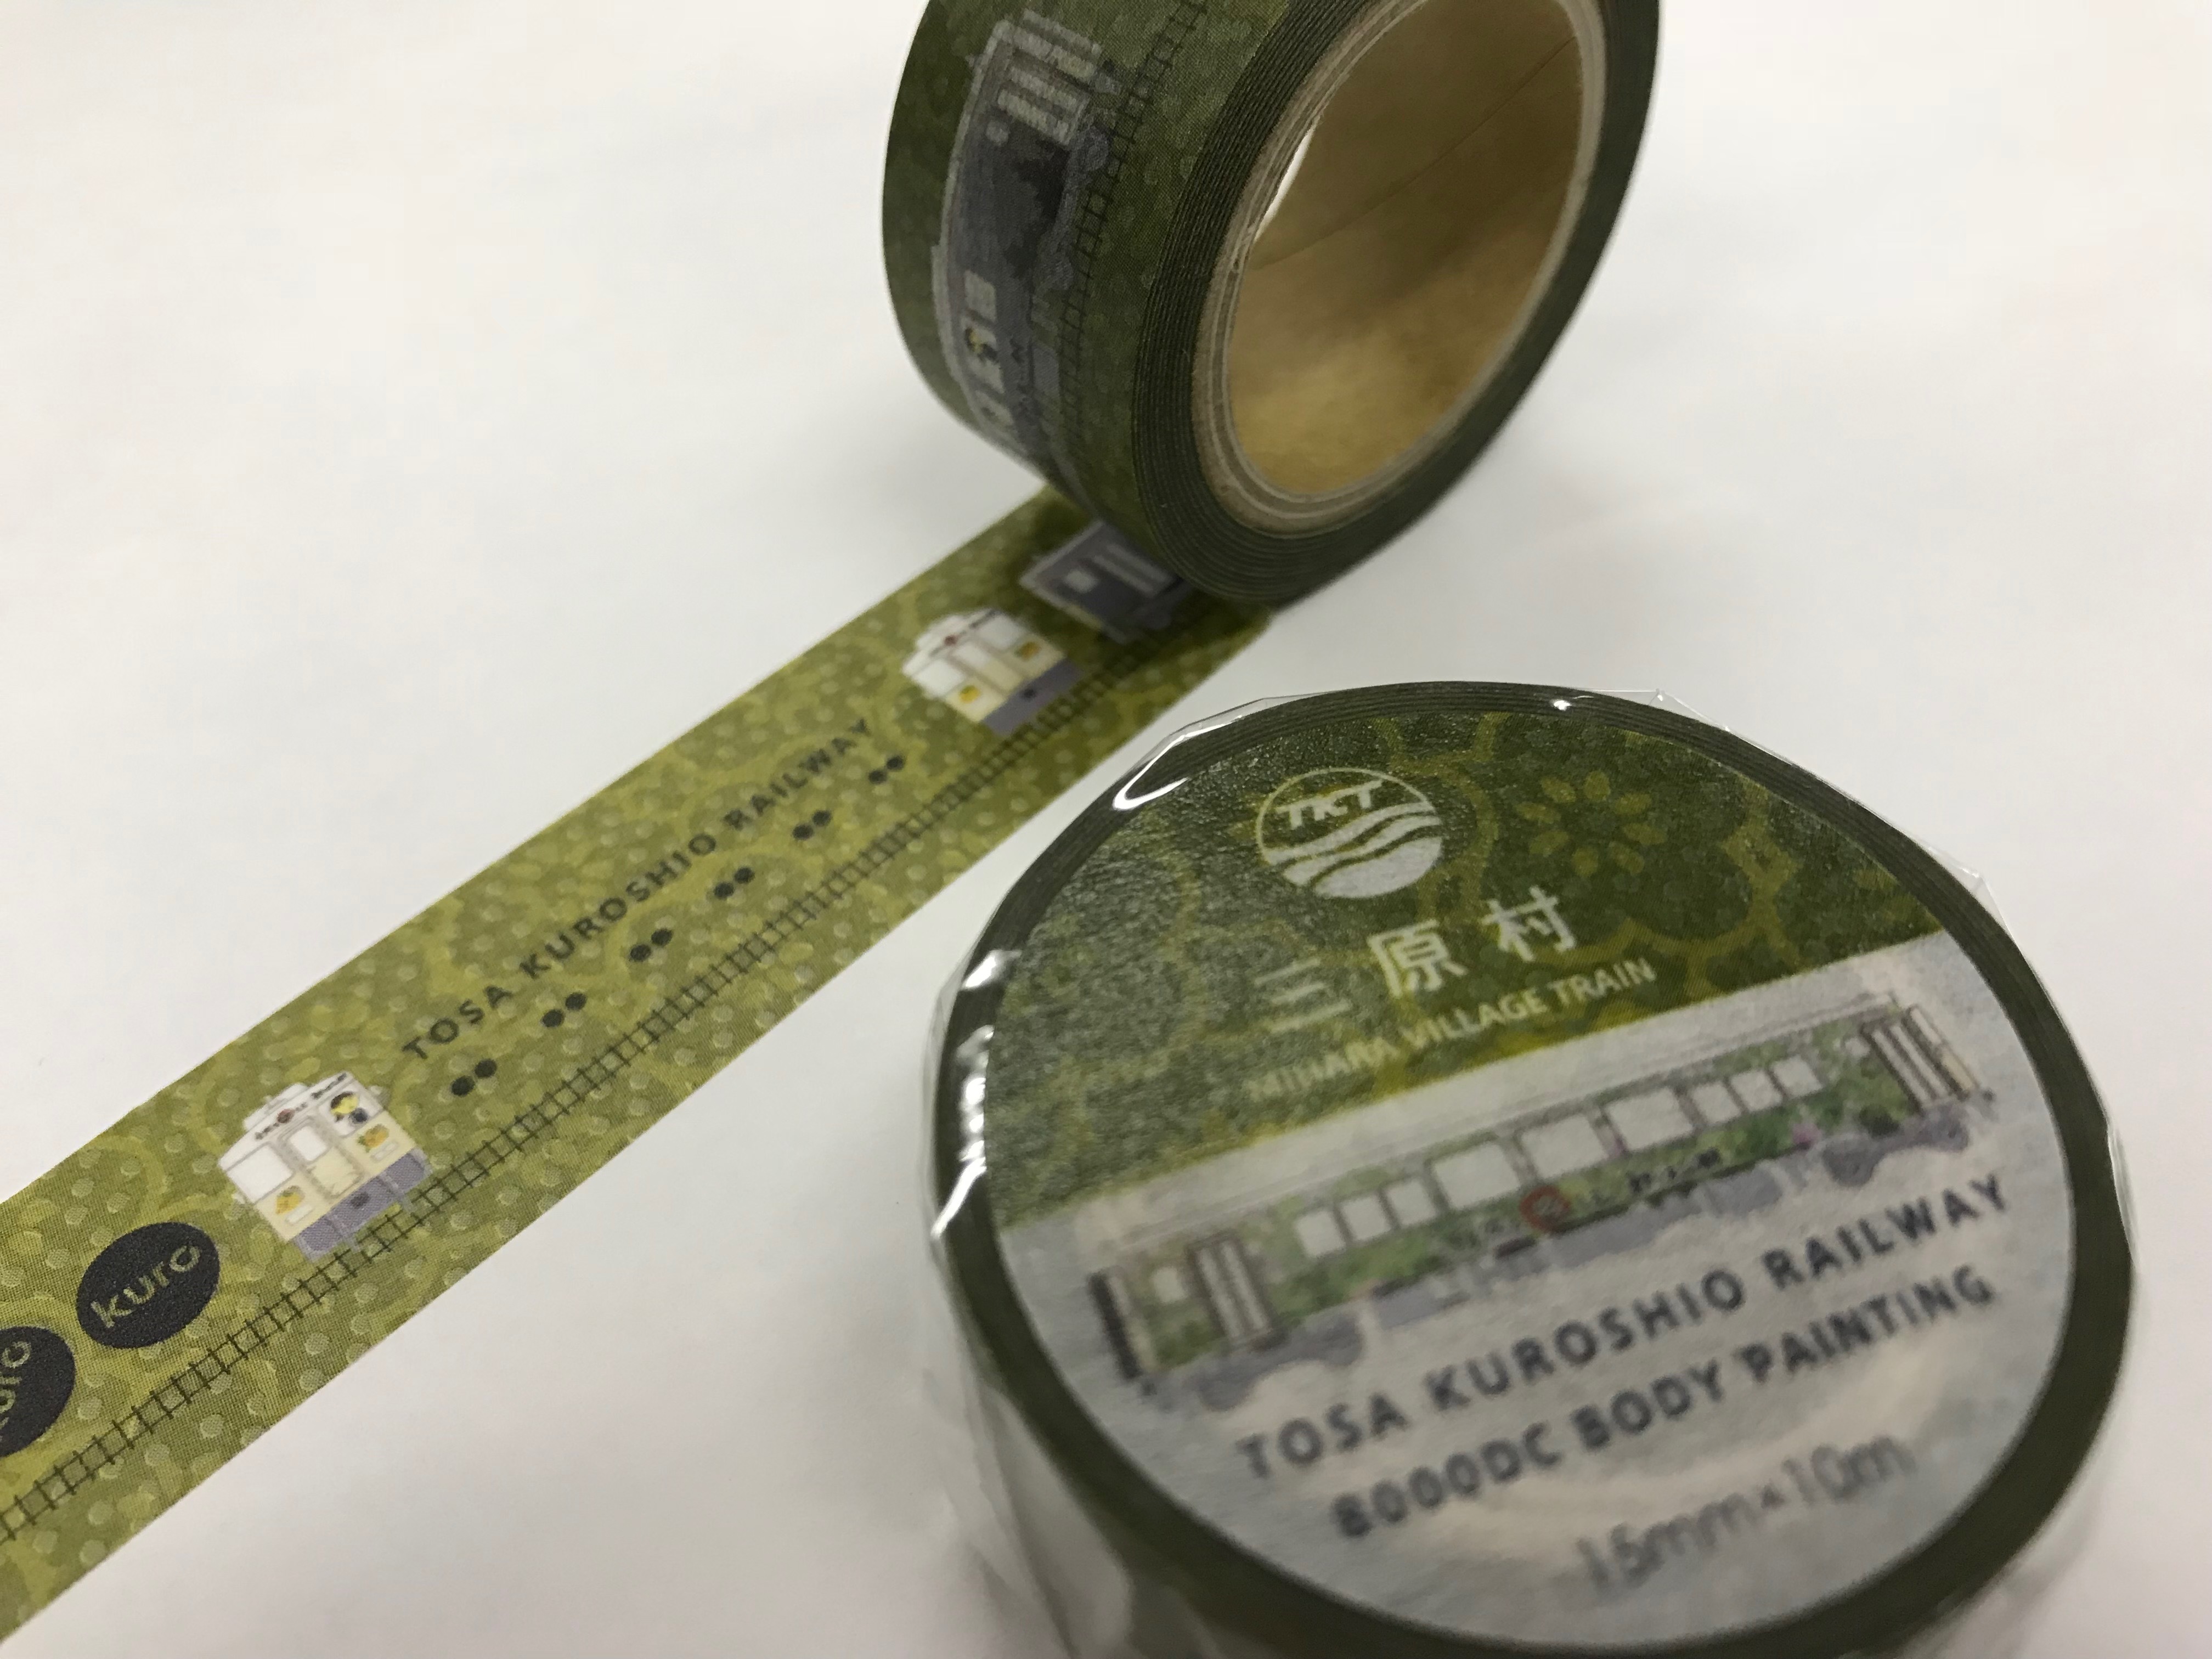 TOSA KUROSHIO RAILWAY
kuro
kuro
TKT
三原村
MIHARA VILLAGE TRAIN
TOSA KUROSHIO RAILWAY
8000DC BODY PAINTING
15mm×10m